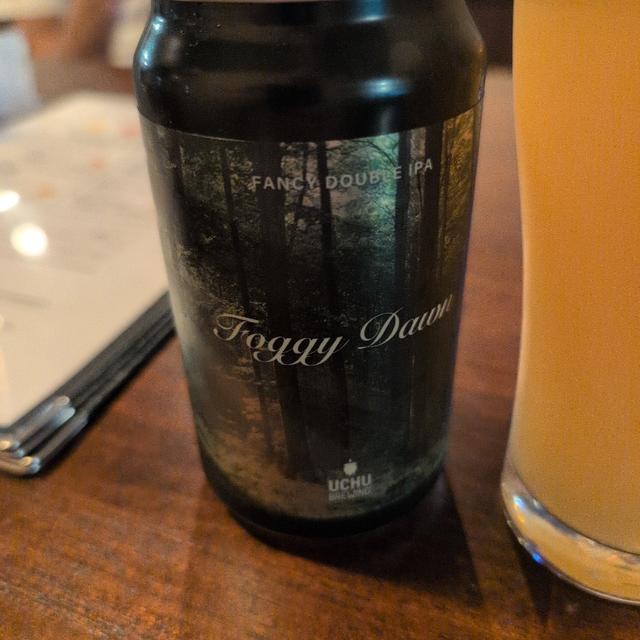 FANCY DOUBLE IPA
Foggy Dawn
UCHU
BREWING